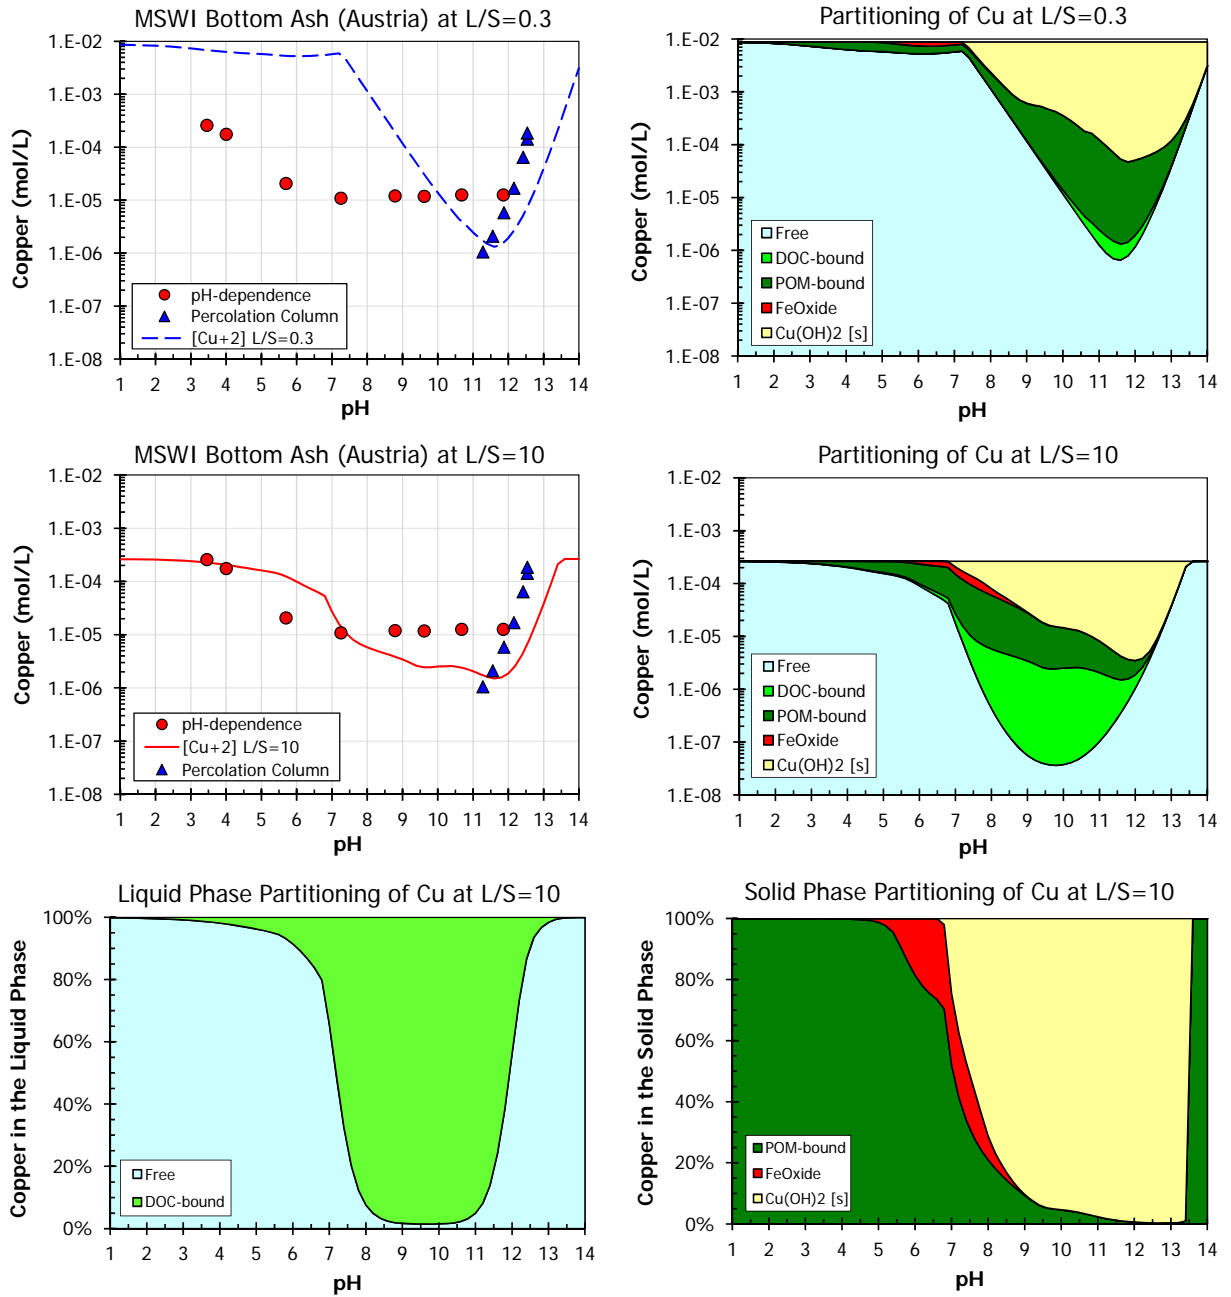 MSWI Bottom Ash (Austria) at L/S=0.3
1.E-02
1.E-03
1.E-04
1.E-05
1.E-06
1.E-07
1.E-08
Copper (mol/L)
pH-dependence
Percolation Column
[Cu+2] L/S=0.3
1 2 3 4 5 6 7 8 9 10 11 12 13 14
pH
Partitioning of Cu at L/S=0.3
1.E-02
1.E-03
1.E-04
1.E-05
1.E-06
1.E-07
1.E-08
Copper (mol/L)
Free
DOC-bound
POM-bound
FeOxide
Cu(OH)2 [s]
1 2 3 4 5 6 7 8 9 10 11 12 13 14
pH
MSWI Bottom Ash (Austria) at L/S=10
1.E-02
1.E-03
1.E-04
1.E-05
1.E-06
1.E-07
1.E-08
Copper (mol/L)
pH-dependence
[Cu+2] L/S=10
Percolation Column
1 2 3 4 5 6 7 8 9 10 11 12 13 14
pH
Partitioning of Cu at L/S=10
1.E-02
1.E-03
1.E-04
1.E-05
1.E-06
1.E-07
1.E-08
Copper (mol/L)
Free
DOC-bound
POM-bound
FeOxide
Cu(OH)2 [s]
1 2 3 4 5 6 7 8 9 10 11 12 13 14
pH
Liquid Phase Partitioning of Cu at L/S=10
100%
80%
60%
40%
20%
0%
Copper in the Liquid Phase
Free
DOC-bound
1 2 3 4 5 6 7 8 9 10 11 12 13 14
pH
Solid Phase Partitioning of Cu at L/S=10
100%
80%
60%
40%
20%
0%
Copper in the Solid Phase
POM-bound
FeOxide
Cu(OH)2 [s]
1 2 3 4 5 6 7 8 9 10 11 12 13 14
pH